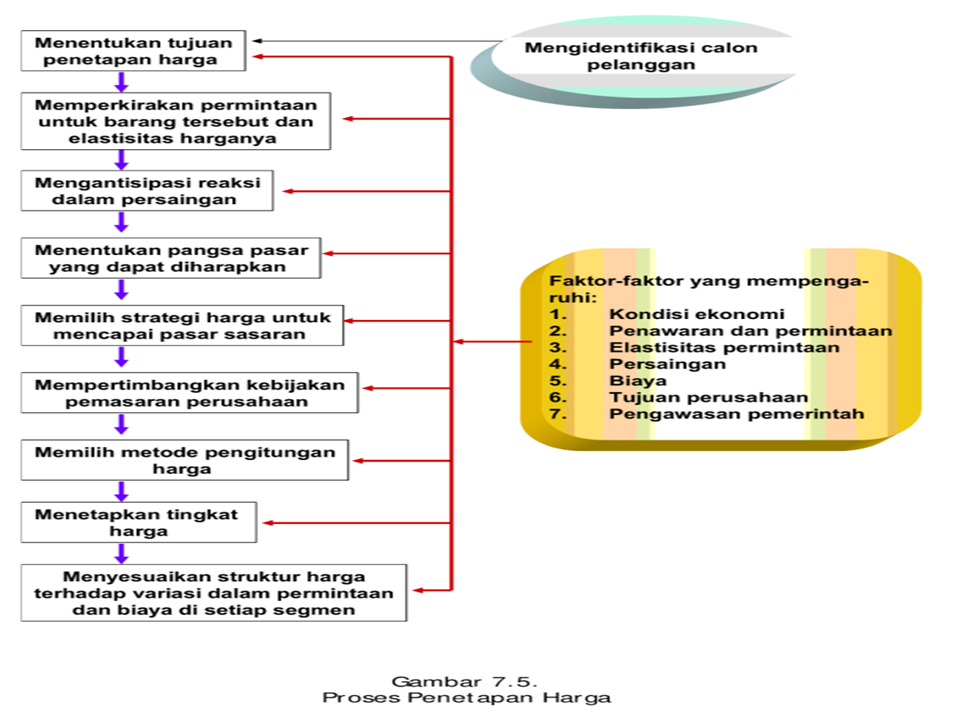 Menentukan tujuan
penetapan harga
Mengidentifikasi calon
pelanggan
Memperkirakan permintaan
untuk barang tersebut dan
elastisitas harganya
Mengantisipasi reaksi
dalam persaingan
Menentukan pangsa pasar
yang dapat diharapkan
Memilih strategi harga untuk
mencapai pasar sasaran
Mempertimbangkan kebijakan
pemasaran perusahaan
Memilih metode pengitungan
harga
Menetapkan tingkat
harga
Menyesuaikan struktur harga
terhadap variasi dalam permintaan
dan biaya di setiap segmen
Faktor-faktor yang mempenga-
ruhi:
1. Kondisi ekonomi
2. Penawaran dan permintaan
3. Elastisitas permintaan
4. Persaingan
5. Biaya
6. Tujuan perusahaan
7. Pengawasan pemerintah
Gambar 7.5.
Proses Penetapan Harga